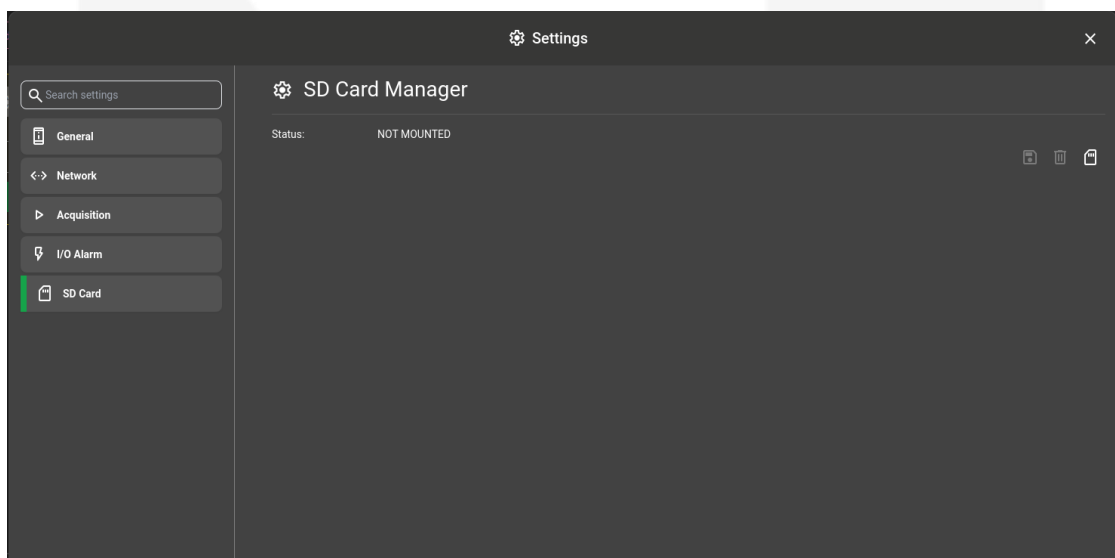 Settings
Search settings
General
Network
Acquisition
I/O Alarm
SD Card
SD Card Manager
Status: NOT MOUNTED